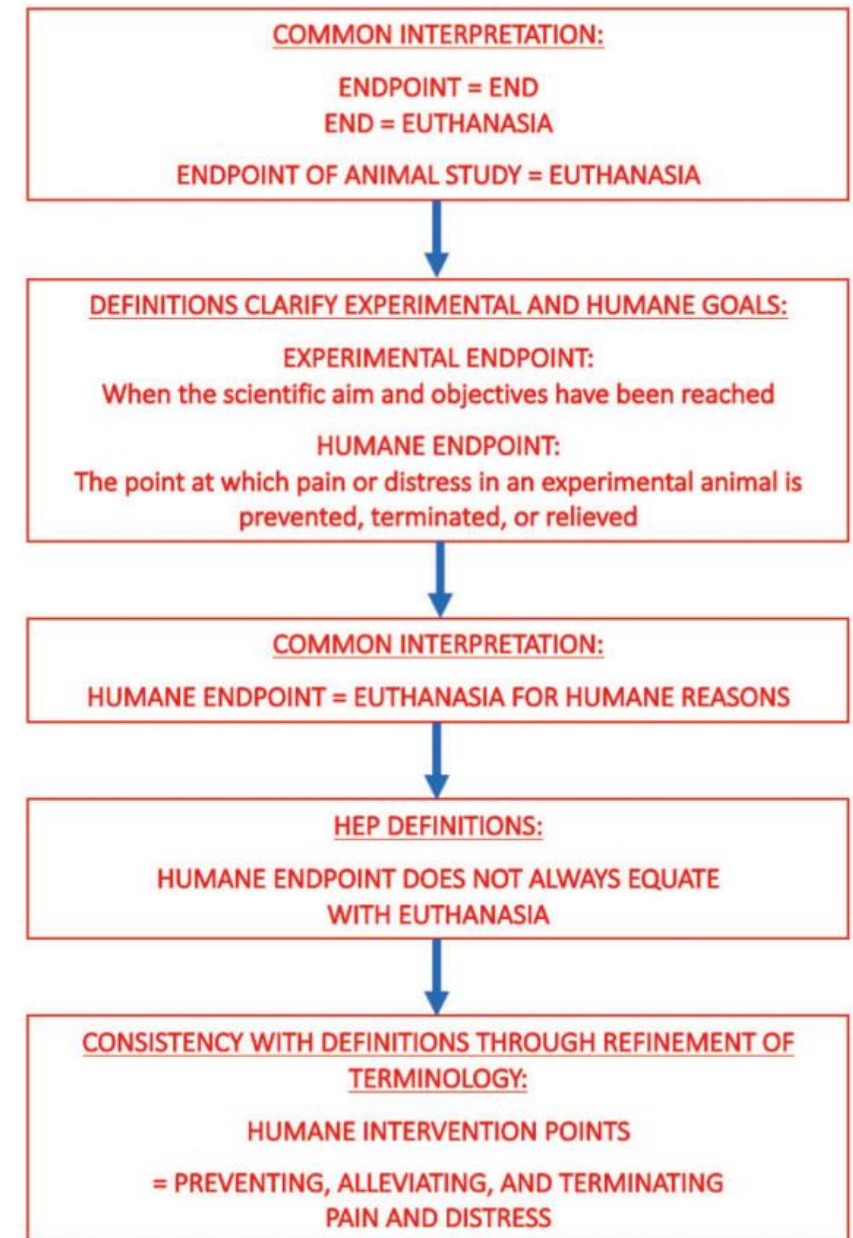 COMMON INTERPRETATION:
ENDPOINT = END
END = EUTHANASIA
ENDPOINT OF ANIMAL STUDY = EUTHANASIA
DEFINITIONS CLARIFY EXPERIMENTAL AND HUMANE GOALS:
EXPERIMENTAL ENDPOINT:
When the scientific aim and objectives have been reached
HUMANE ENDPOINT:
The point at which pain or distress in an experimental animal is
prevented, terminated, or relieved
COMMON INTERPRETATION:
HUMANE ENDPOINT = EUTHANASIA FOR HUMANE REASONS
HEP DEFINITIONS:
HUMANE ENDPOINT DOES NOT ALWAYS EQUATE
WITH EUTHANASIA
CONSISTENCY WITH DEFINITIONS THROUGH REFINEMENT OF
TERMINOLOGY:
HUMANE INTERVENTION POINTS
= PREVENTING, ALLEVIATING, AND TERMINATING
PAIN AND DISTRESS